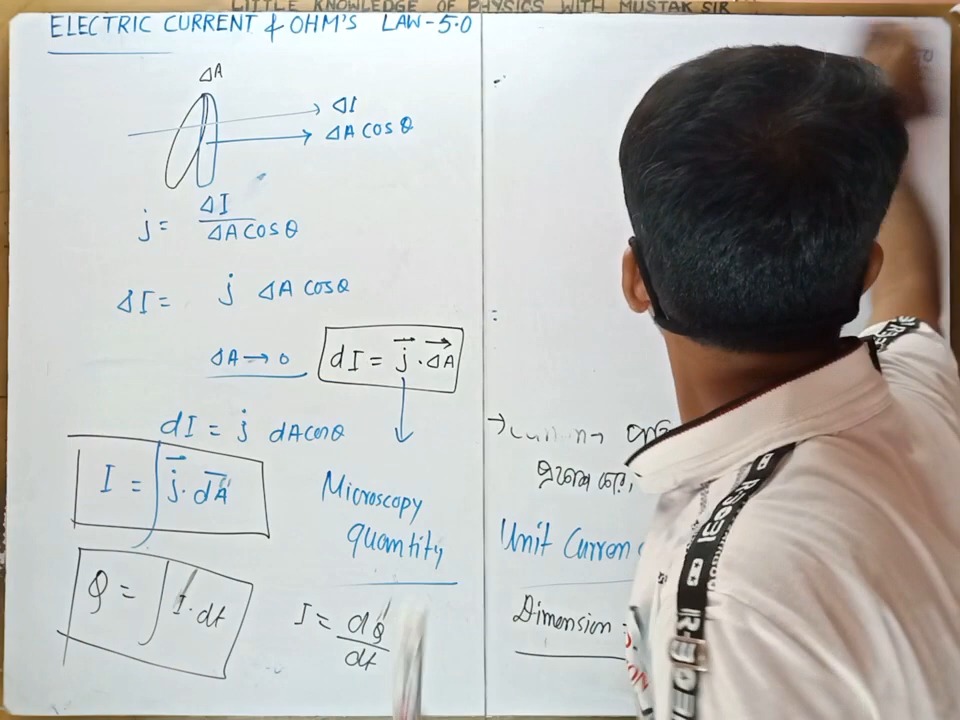 LITTLE KNOWLEDGE OF PHYSICS WITH MUSTAK SIR
ELECTRIC CURRENT & OHM'S LAW-5.0
ΔA
ΔI
ΔA cos θ
j = ΔI / ΔA cos θ
ΔI = j ΔA cos θ
ΔA → 0
dI = j⃗ · ΔA⃗
dI = j dA cos θ
I = ∫ j⃗ · dA⃗
Microscopy
quantity
Q = ∫ I · dt
I = dQ / dt
Unit Curren
Dimension